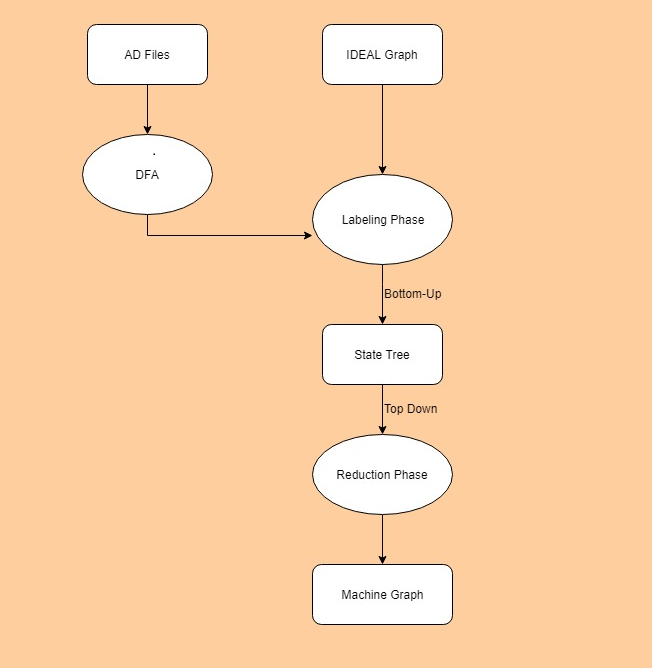 AD Files
IDEAL Graph
DFA
Labeling Phase
Bottom-Up
State Tree
Top Down
Reduction Phase
Machine Graph